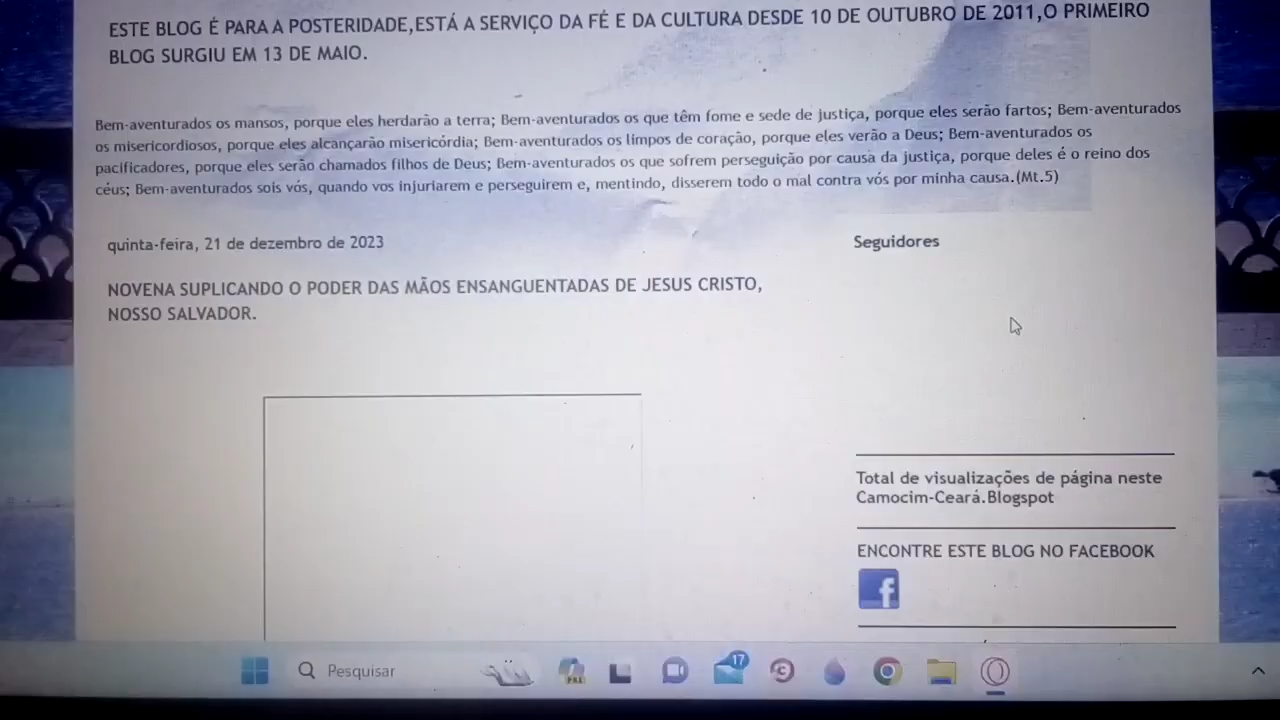 ESTE BLOG É PARA A POSTERIDADE,ESTÁ A SERVIÇO DA FÉ E DA CULTURA DESDE 10 DE OUTUBRO DE 2011,O PRIMEIRO
BLOG SURGIU EM 13 DE MAIO.
Bem-aventurados os mansos, porque eles herdarão a terra; Bem-aventurados os que têm fome e sede de justiça, porque eles serão fartos; Bem-aventurados
os misericordiosos, porque eles alcançarão misericórdia; Bem-aventurados os limpos de coração, porque eles verão a Deus; Bem-aventurados os
pacificadores, porque eles serão chamados filhos de Deus; Bem-aventurados os que sofrem perseguição por causa da justiça, porque deles é o reino dos
céus; Bem-aventurados sois vós, quando vos injuriarem e perseguirem e, mentindo, disserem todo o mal contra vós por minha causa.(Mt.5)
quinta-feira, 21 de dezembro de 2023
Seguidores
NOVENA SUPLICANDO O PODER DAS MÃOS ENSANGUENTADAS DE JESUS CRISTO,
NOSSO SALVADOR.
Total de visualizações de página neste
Camocim-Ceará.Blogspot
ENCONTRE ESTE BLOG NO FACEBOOK
f
Pesquisar
17